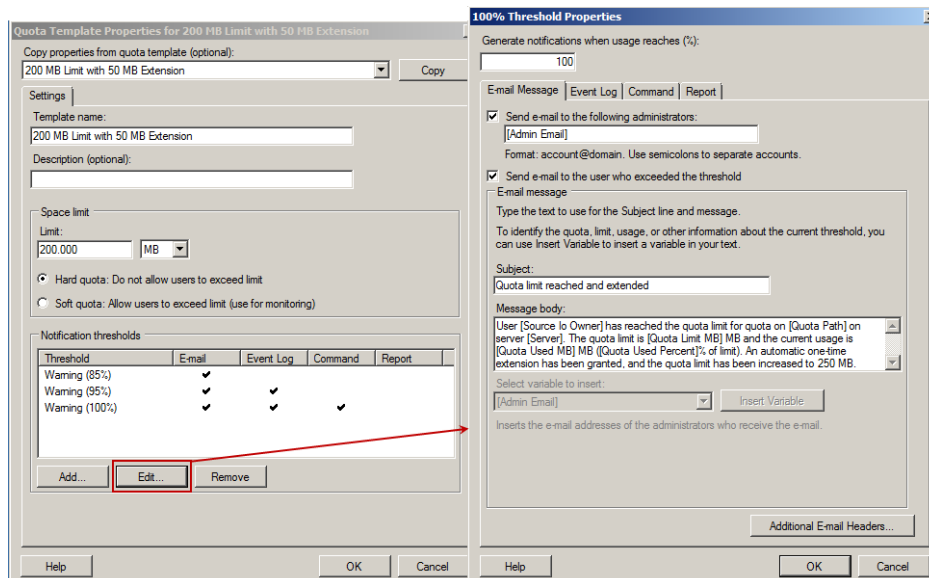 Quota Template Properties for 200 MB Limit with 50 MB Extension
Copy properties from quota template (optional):
200 MB Limit with 50 MB Extension
Copy
Settings
Template name:
200 MB Limit with 50 MB Extension
Description (optional):
Space limit
Limit:
200.000 MB
Hard quota: Do not allow users to exceed limit
Soft quota: Allow users to exceed limit (use for monitoring)
Notification thresholds
Threshold E-mail Event Log Command Report
Warning (85%)
Warning (95%)
Warning (100%)
Add... Edit... Remove
Help OK Cancel
100% Threshold Properties
Generate notifications when usage reaches (%):
100
E-mail Message Event Log Command Report
Send e-mail to the following administrators:
[Admin Email]
Format: account@domain. Use semicolons to separate accounts.
Send e-mail to the user who exceeded the threshold
E-mail message
Type the text to use for the Subject line and message.
To identify the quota, limit, usage, or other information about the current threshold, you
can use Insert Variable to insert a variable in your text.
Subject:
Quota limit reached and extended
Message body:
User [Source Io Owner] has reached the quota limit for quota on [Quota Path] on
server [Server]. The quota limit is [Quota Limit MB] MB and the current usage is
[Quota Used MB] MB ([Quota Used Percent]% of limit). An automatic one-time
extension has been granted, and the quota limit has been increased to 250 MB.
Select variable to insert:
[Admin Email] Insert Variable
Inserts the e-mail addresses of the administrators who receive the e-mail.
Additional E-mail Headers...
Help OK Cancel